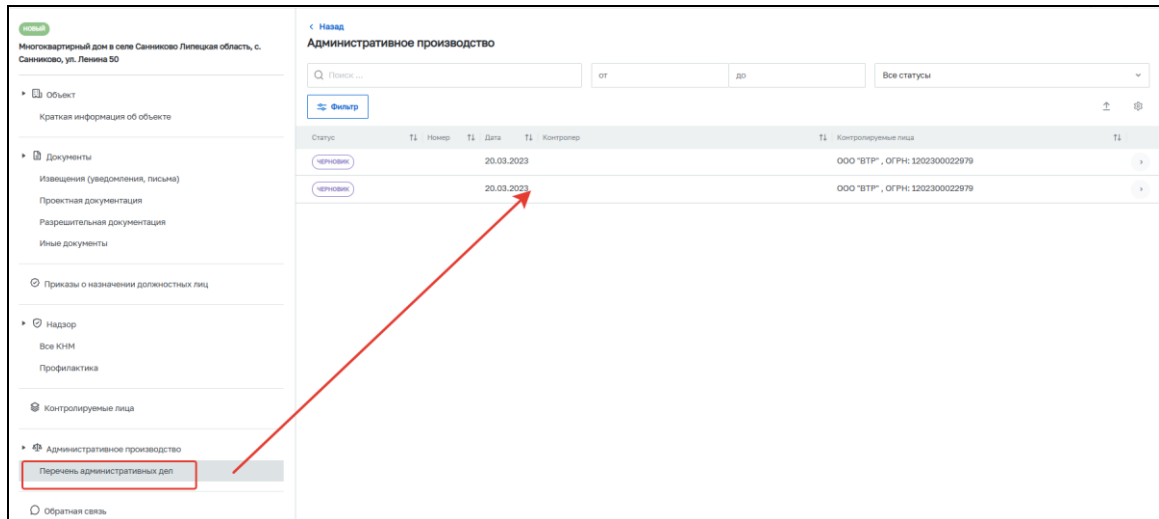 НОВЫЙ
Многоквартирный дом в селе Санниково Липецкая область, с.
Санниково, ул. Ленина 50
Объект
Краткая информация об объекте
Документы
Извещения (уведомления, письма)
Проектная документация
Разрешительная документация
Иные документы
Приказы о назначении должностных лиц
Надзор
Все КНМ
Профилактика
Контролируемые лица
Административное производство
Перечень административных дел
Обратная связь
Назад
Административное производство
Поиск ... от до Все статусы
Фильтр
Статус Номер Дата Контролер Контролируемые лица
ЧЕРНОВИК 20.03.2023 ООО "ВТР" , ОГРН: 1202300022979
ЧЕРНОВИК 20.03.2023 ООО "ВТР" , ОГРН: 1202300022979